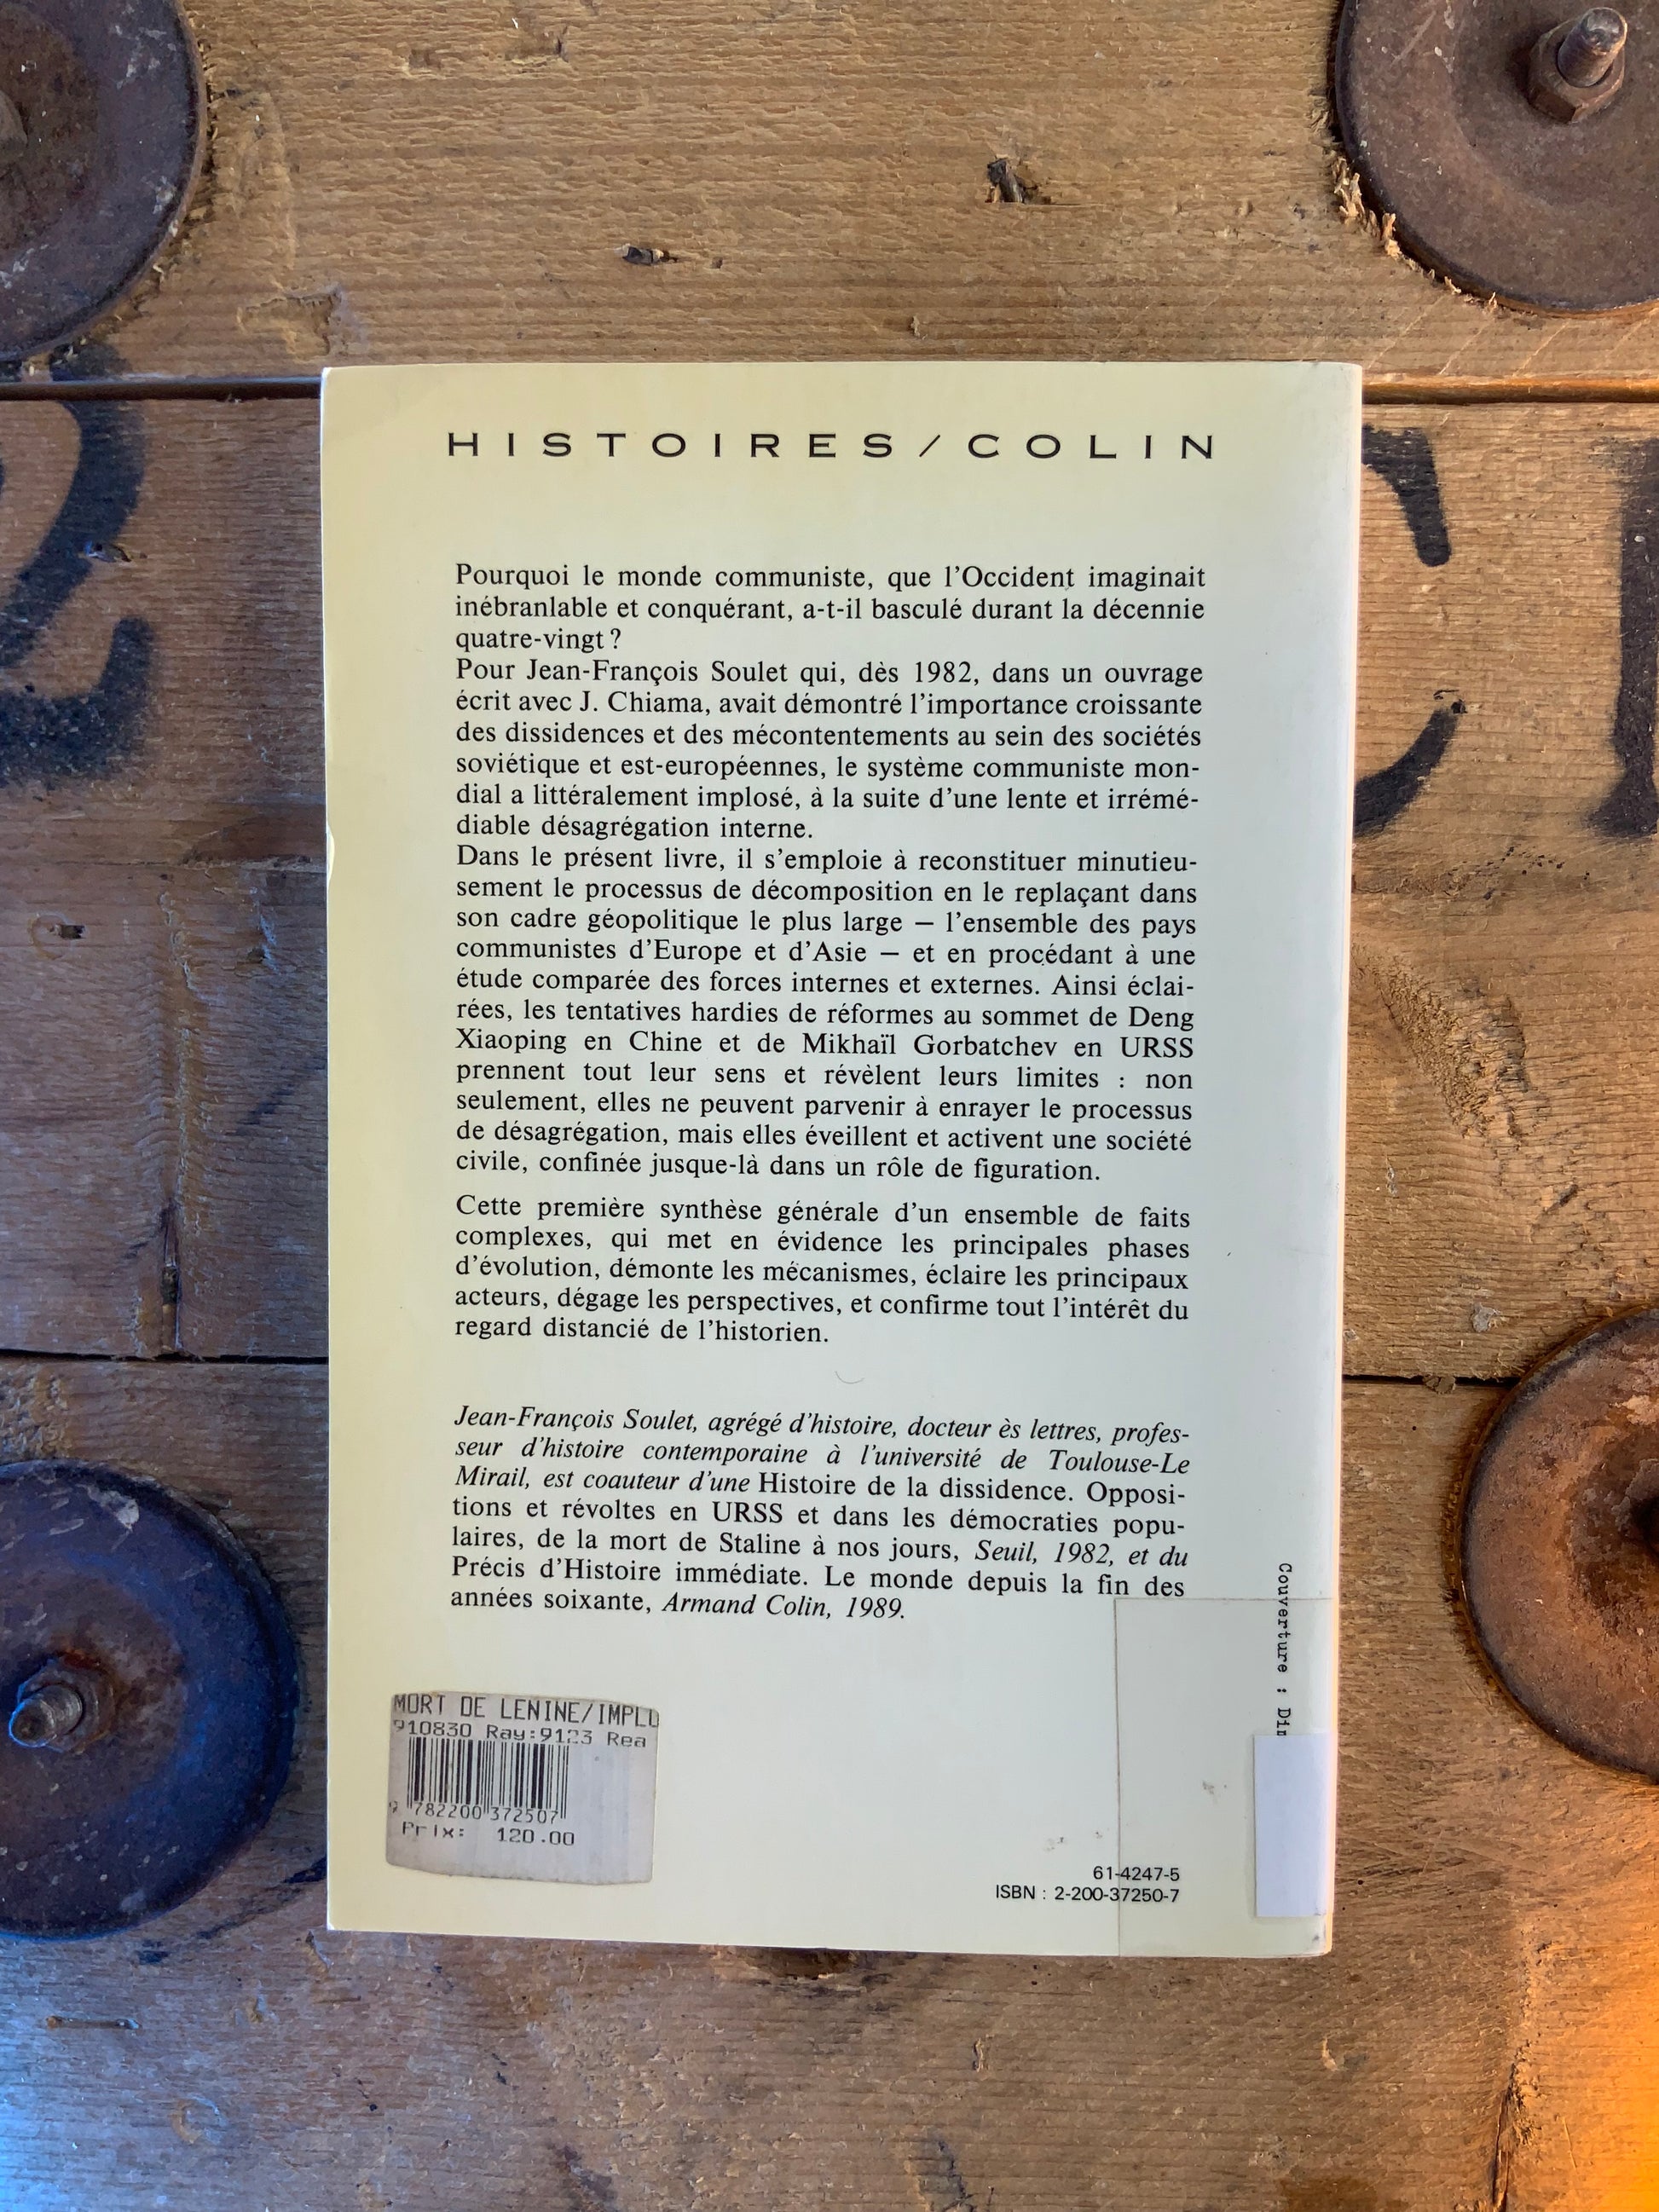 HISTOIRES/COLIN
Pourquoi le monde communiste, que l'Occident imaginait
inébranlable et conquérant, a-t-il basculé durant la décennie
quatre-vingt ?
Pour Jean-François Soulet qui, dès 1982, dans un ouvrage
écrit avec J. Chiama, avait démontré l'importance croissante
des dissidences et des mécontentements au sein des sociétés
soviétique et est-européennes, le système communiste mon-
dial a littéralement implosé, à la suite d'une lente et irrémé-
diable désagrégation interne.
Dans le présent livre, il s'emploie à reconstituer minutieu-
sement le processus de décomposition en le replaçant dans
son cadre géopolitique le plus large — l'ensemble des pays
communistes d'Europe et d'Asie — et en procédant à une
étude comparée des forces internes et externes. Ainsi éclai-
rées, les tentatives hardies de réformes au sommet de Deng
Xiaoping en Chine et de Mikhaïl Gorbatchev en URSS
prennent tout leur sens et révèlent leurs limites : non
seulement, elles ne peuvent parvenir à enrayer le processus
de désagrégation, mais elles éveillent et activent une société
civile, confinée jusque-là dans un rôle de figuration.
Cette première synthèse générale d'un ensemble de faits
complexes, qui met en évidence les principales phases
d'évolution, démonte les mécanismes, éclaire les principaux
acteurs, dégage les perspectives, et confirme tout l'intérêt du
regard distancié de l'historien.
Jean-François Soulet, agrégé d'histoire, docteur ès lettres, profes-
seur d'histoire contemporaine à l'université de Toulouse-Le
Mirail, est coauteur d'une Histoire de la dissidence. Opposi-
tions et révoltes en URSS et dans les démocraties popu-
laires, de la mort de Staline à nos jours, Seuil, 1982, et du
Précis d'Histoire immédiate. Le monde depuis la fin des
années soixante, Armand Colin, 1989.
Couverture :
MORT DE LENINE/IMPLO
910830 Ray:9123 Rea
9 782200 372507
Prix: 120.00
61-4247-5
ISBN : 2-200-37250-7